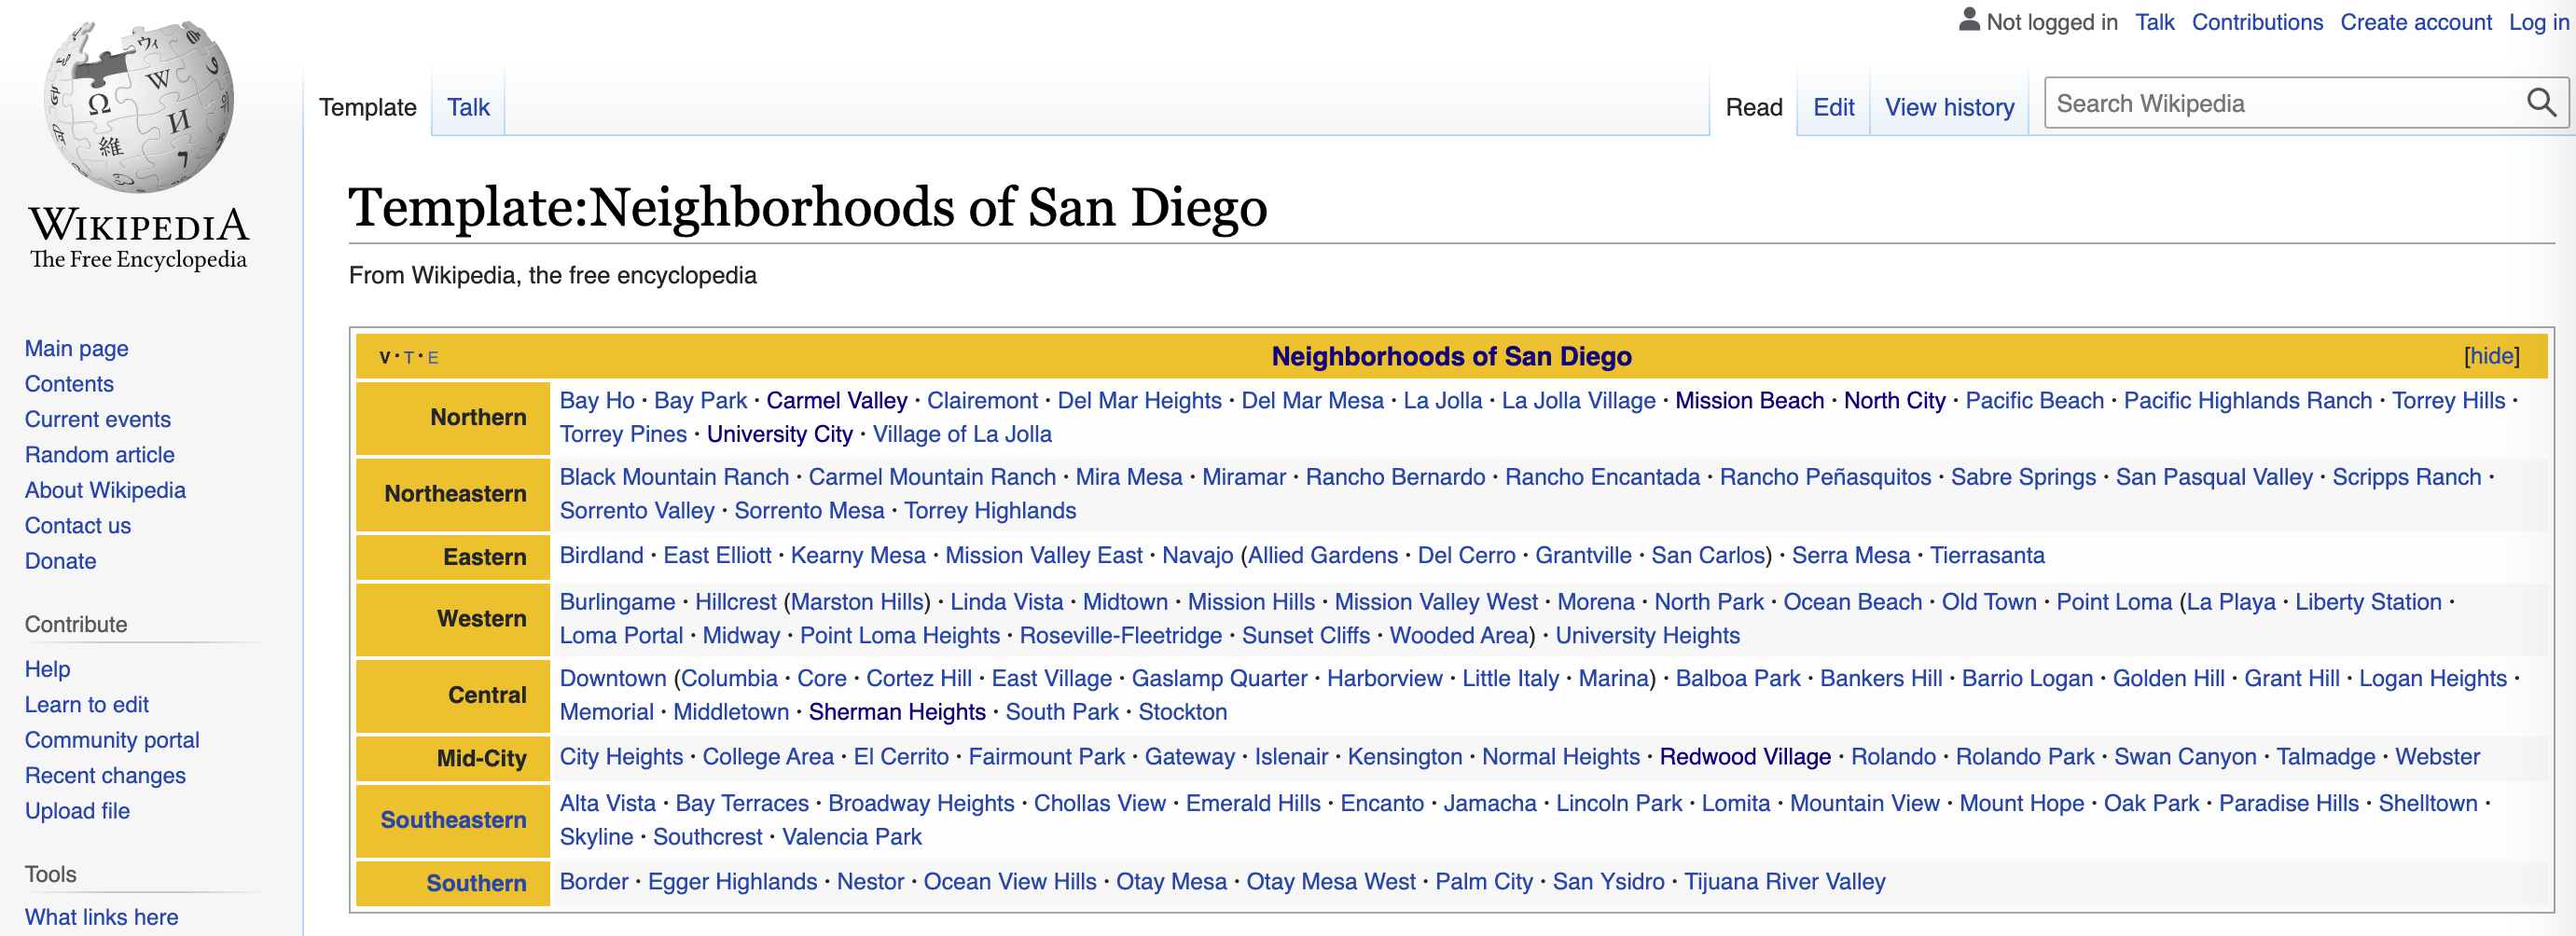 Not logged in Talk Contributions Create account Log in
Template Talk Read Edit View history Search Wikipedia
Ω W И 維 ウィ
WIKIPEDIA
The Free Encyclopedia
Template:Neighborhoods of San Diego
From Wikipedia, the free encyclopedia
Main page
Contents
Current events
Random article
About Wikipedia
Contact us
Donate
Contribute
Help
Learn to edit
Community portal
Recent changes
Upload file
Tools
What links here
V · T · E Neighborhoods of San Diego [hide]
Northern
Bay Ho · Bay Park · Carmel Valley · Clairemont · Del Mar Heights · Del Mar Mesa · La Jolla · La Jolla Village · Mission Beach · North City · Pacific Beach · Pacific Highlands Ranch · Torrey Hills ·
Torrey Pines · University City · Village of La Jolla
Northeastern
Black Mountain Ranch · Carmel Mountain Ranch · Mira Mesa · Miramar · Rancho Bernardo · Rancho Encantada · Rancho Peñasquitos · Sabre Springs · San Pasqual Valley · Scripps Ranch ·
Sorrento Valley · Sorrento Mesa · Torrey Highlands
Eastern
Birdland · East Elliott · Kearny Mesa · Mission Valley East · Navajo (Allied Gardens · Del Cerro · Grantville · San Carlos) · Serra Mesa · Tierrasanta
Western
Burlingame · Hillcrest (Marston Hills) · Linda Vista · Midtown · Mission Hills · Mission Valley West · Morena · North Park · Ocean Beach · Old Town · Point Loma (La Playa · Liberty Station ·
Loma Portal · Midway · Point Loma Heights · Roseville-Fleetridge · Sunset Cliffs · Wooded Area) · University Heights
Central
Downtown (Columbia · Core · Cortez Hill · East Village · Gaslamp Quarter · Harborview · Little Italy · Marina) · Balboa Park · Bankers Hill · Barrio Logan · Golden Hill · Grant Hill · Logan Heights ·
Memorial · Middletown · Sherman Heights · South Park · Stockton
Mid-City
City Heights · College Area · El Cerrito · Fairmount Park · Gateway · Islenair · Kensington · Normal Heights · Redwood Village · Rolando · Rolando Park · Swan Canyon · Talmadge · Webster
Southeastern
Alta Vista · Bay Terraces · Broadway Heights · Chollas View · Emerald Hills · Encanto · Jamacha · Lincoln Park · Lomita · Mountain View · Mount Hope · Oak Park · Paradise Hills · Shelltown ·
Skyline · Southcrest · Valencia Park
Southern
Border · Egger Highlands · Nestor · Ocean View Hills · Otay Mesa · Otay Mesa West · Palm City · San Ysidro · Tijuana River Valley